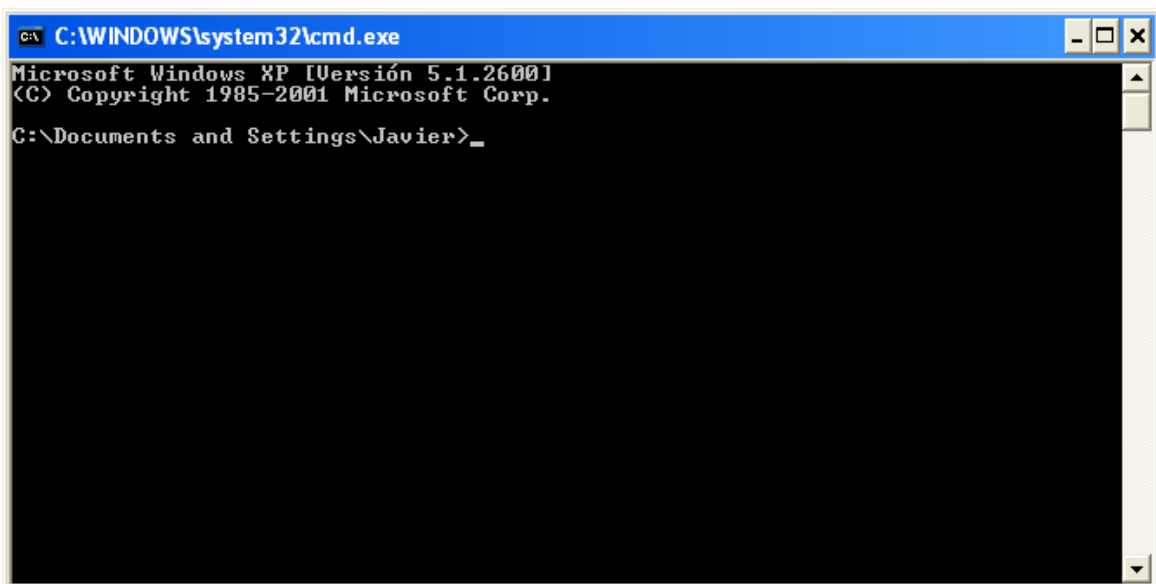 C:\WINDOWS\system32\cmd.exe
Microsoft Windows XP [Versión 5.1.2600]
(C) Copyright 1985-2001 Microsoft Corp.
C:\Documents and Settings\Javier>_